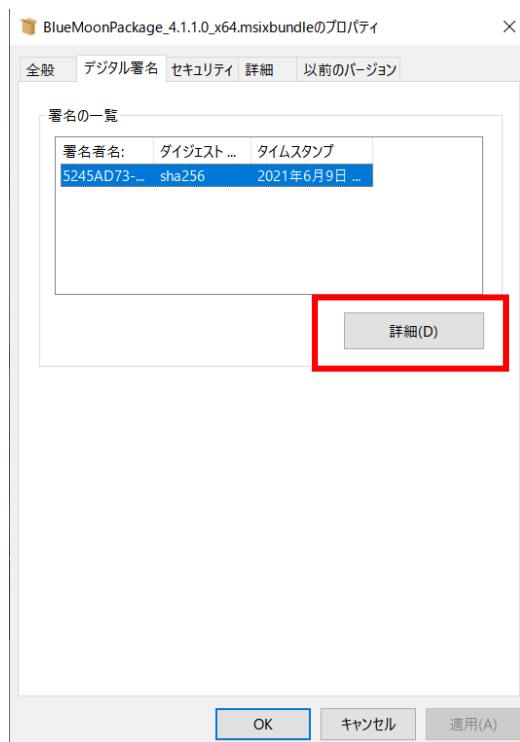 BlueMoonPackage_4.1.1.0_x64.msixbundleのプロパティ
全般 デジタル署名 セキュリティ 詳細 以前のバージョン
署名の一覧
署名者名: ダイジェスト ... タイムスタンプ
5245AD73-... sha256 2021年6月9日 ...
詳細(D)
OK キャンセル 適用(A)